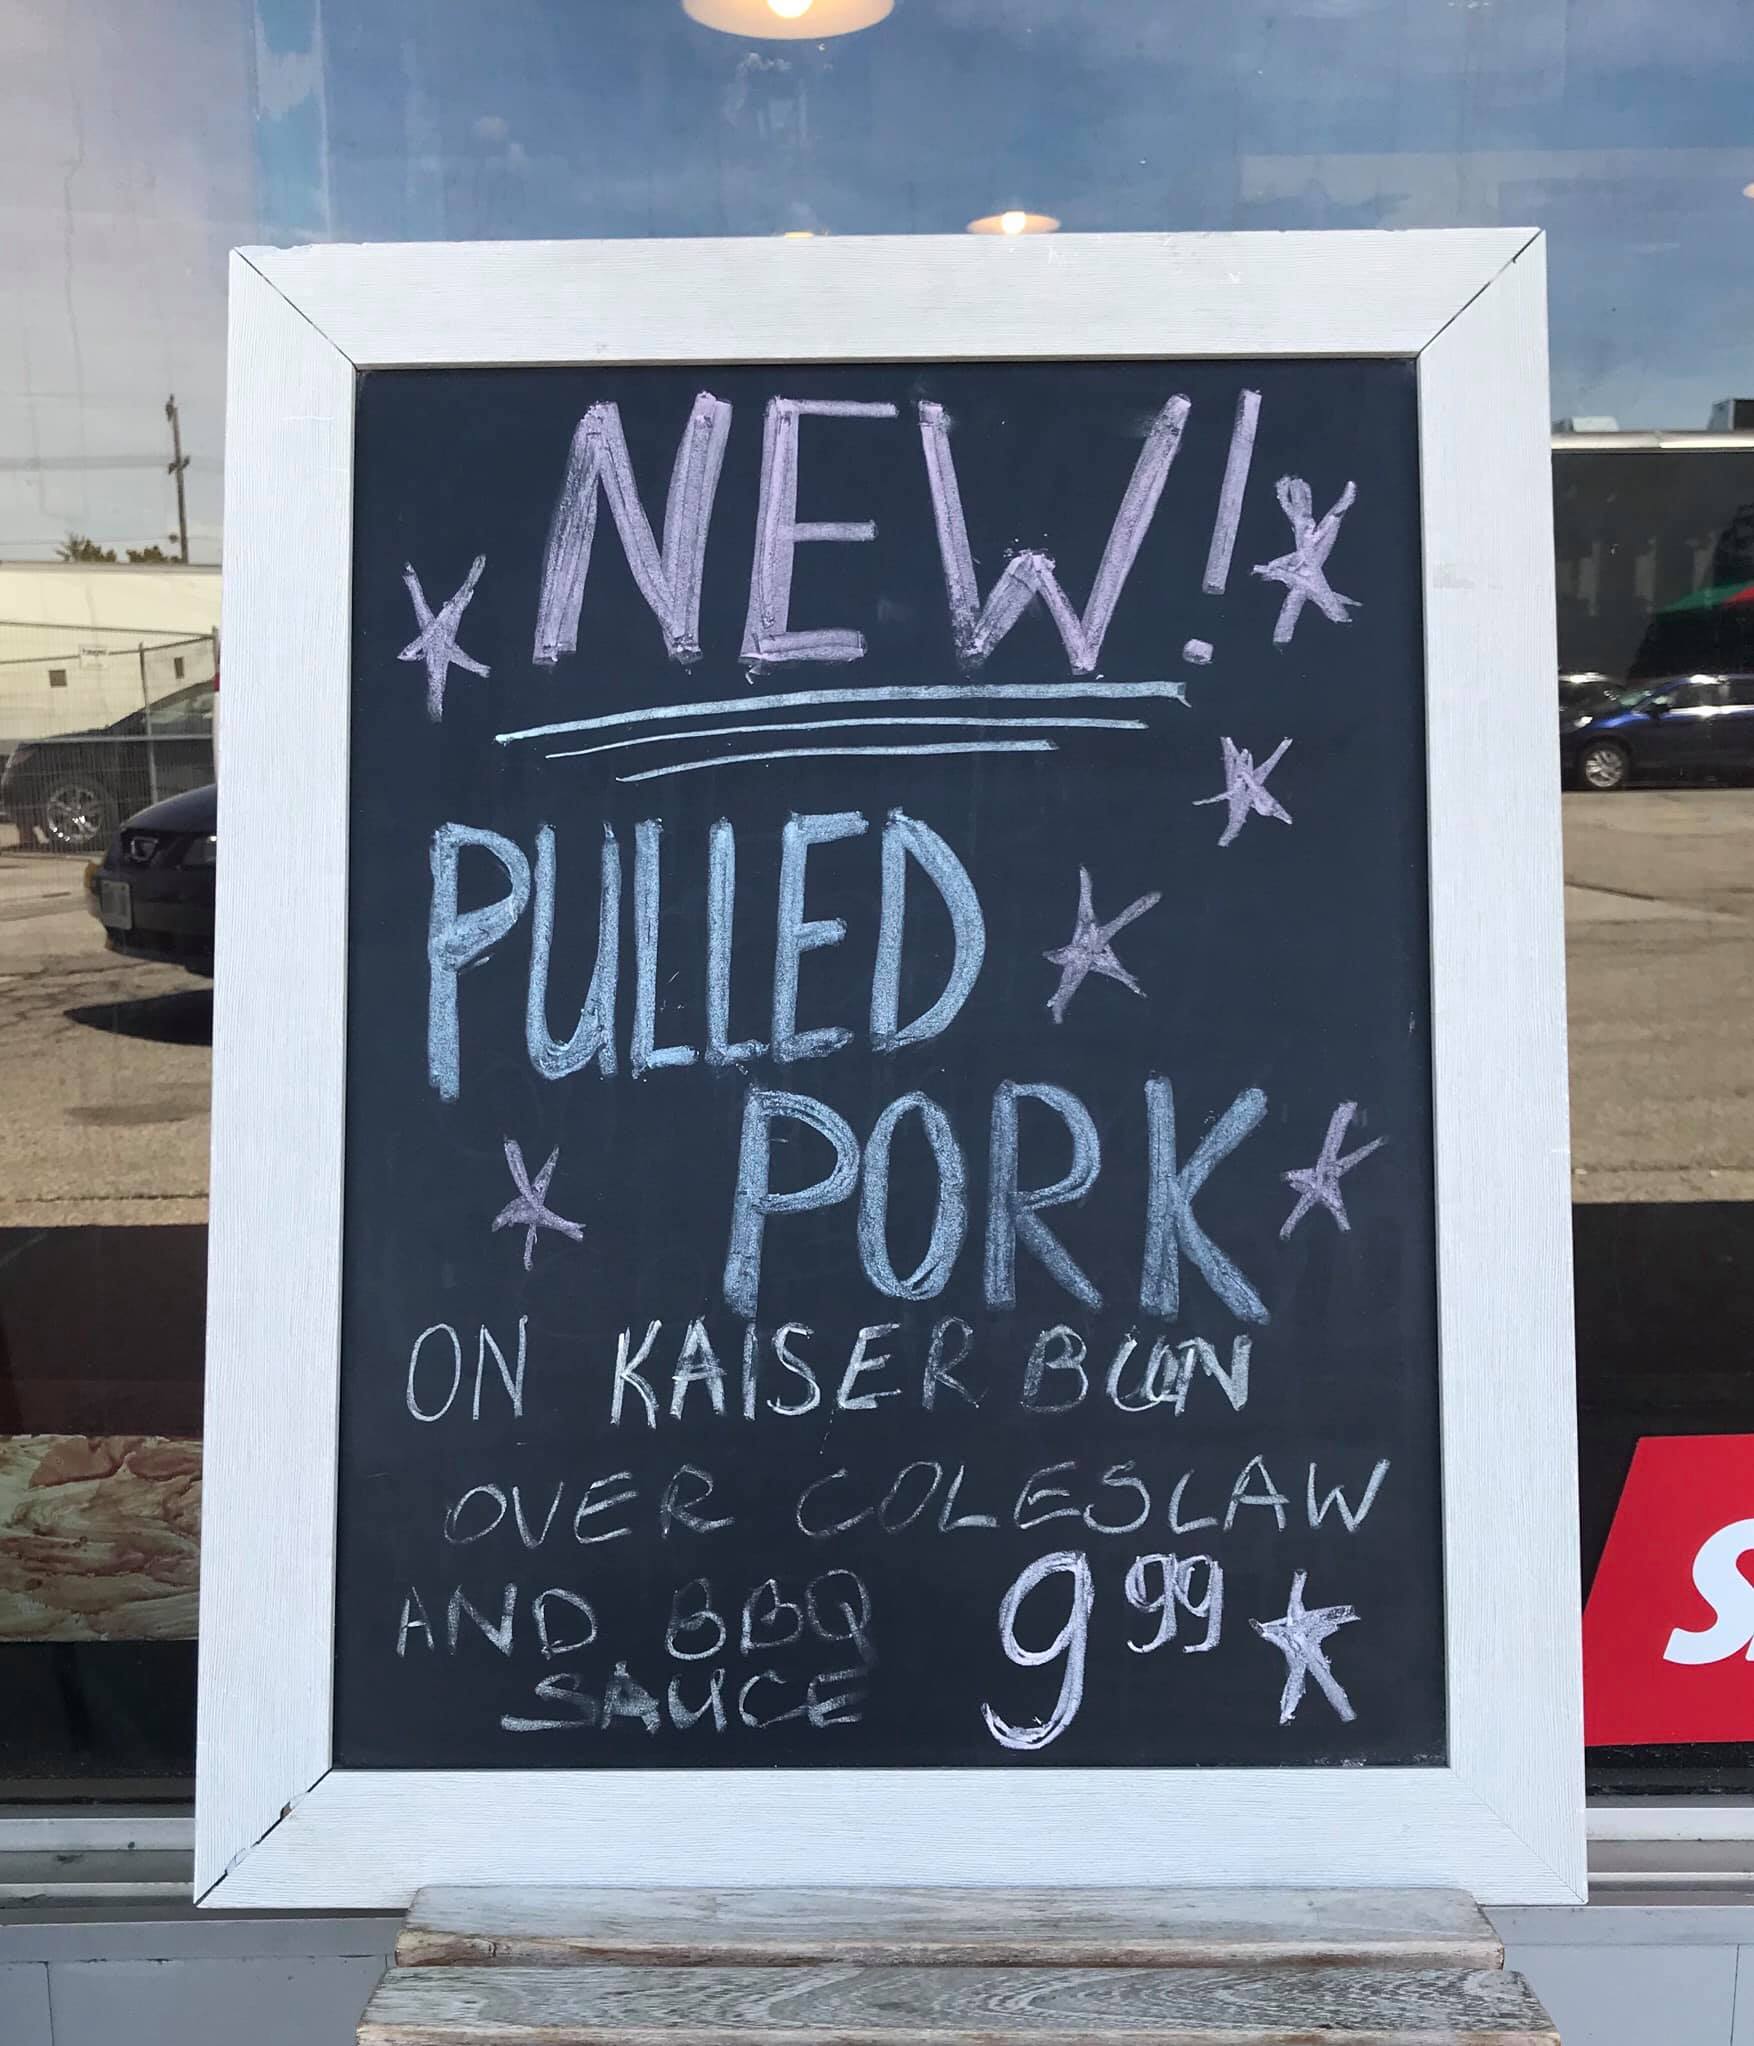 NEW!
PULLED
PORK
ON KAISER BUN
OVER COLESLAW
AND BBQ 9 99
SAUCE